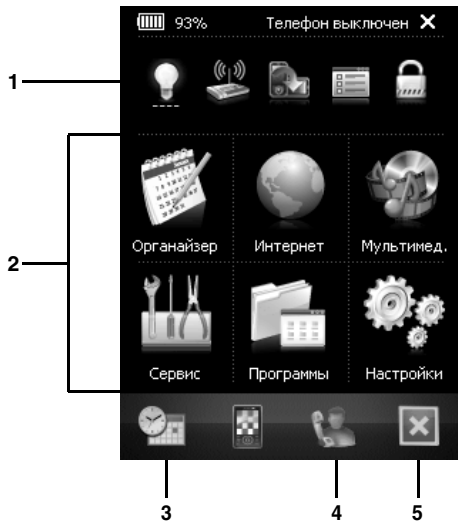 93% Телефон выключен
1
2
Органайзер Интернет Мультимед.
Сервис Программы Настройки
3 4 5